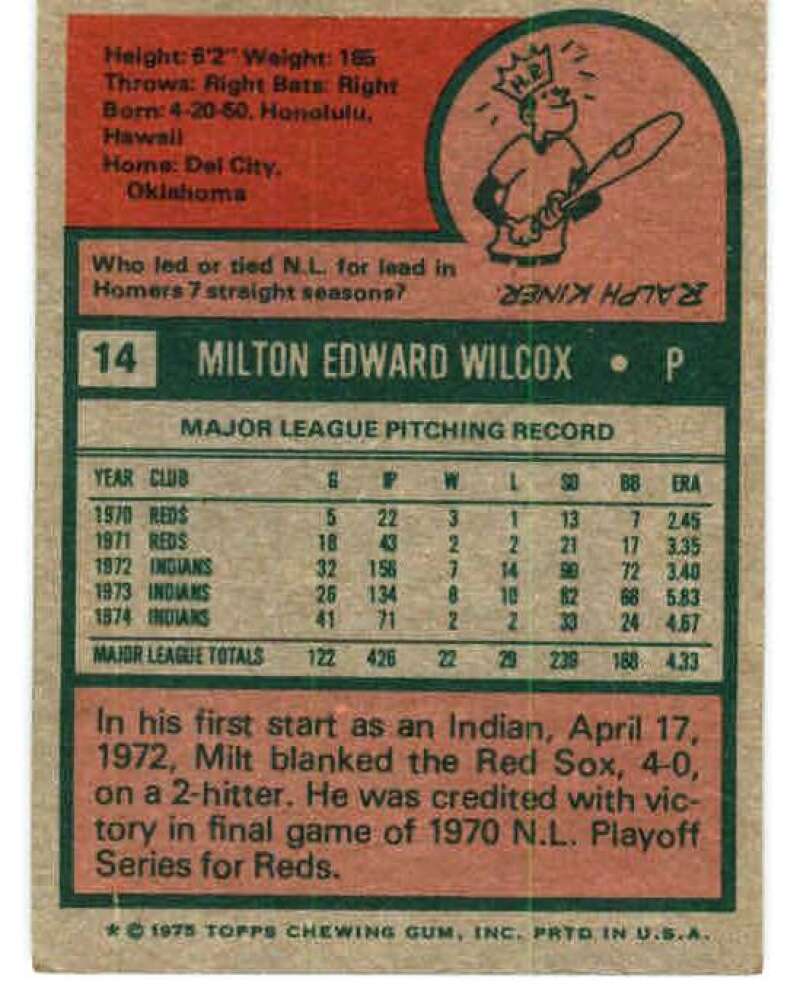 Height: 6'2" Weight: 185
Throws: Right Bats: Right
Born: 4-20-50, Honolulu,
Hawaii
Home: Del City,
Oklahoma
H.R.
Who led or tied N.L. for lead in
Homers 7 straight seasons?
RALPH KINER.
14 MILTON EDWARD WILCOX • P
MAJOR LEAGUE PITCHING RECORD
YEAR CLUB G IP W L SO BB ERA
1970 REDS 5 22 3 1 13 7 2.45
1971 REDS 18 43 2 2 21 17 3.35
1972 INDIANS 32 156 7 14 90 72 3.40
1973 INDIANS 26 134 8 10 82 68 5.83
1974 INDIANS 41 71 2 2 33 24 4.67
MAJOR LEAGUE TOTALS 122 426 22 29 239 188 4.33
In his first start as an Indian, April 17,
1972, Milt blanked the Red Sox, 4-0,
on a 2-hitter. He was credited with vic-
tory in final game of 1970 N.L. Playoff
Series for Reds.
* © 1975 TOPPS CHEWING GUM, INC. PRTD IN U.S.A.